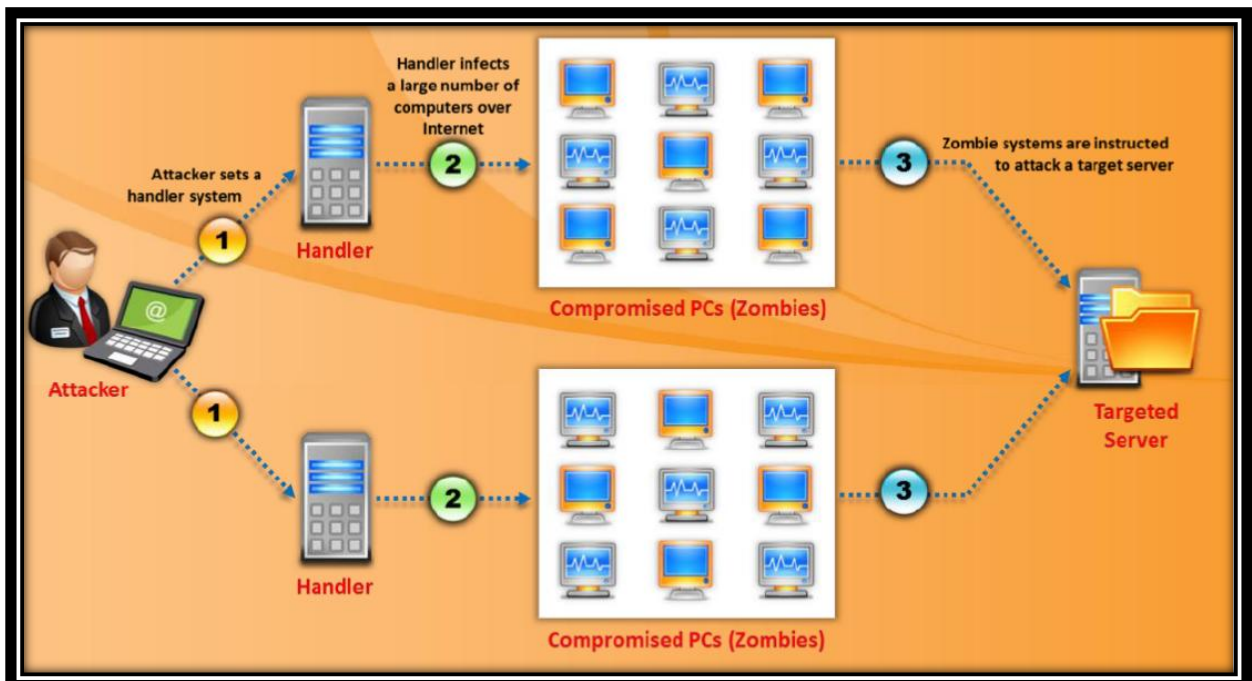 Handler infects
a large number of
computers over
Internet
2
3
Zombie systems are instructed
to attack a target server
Attacker sets a
handler system
1
Handler
@
Compromised PCs (Zombies)
Attacker
1
Targeted
Server
2
3
Handler
Compromised PCs (Zombies)